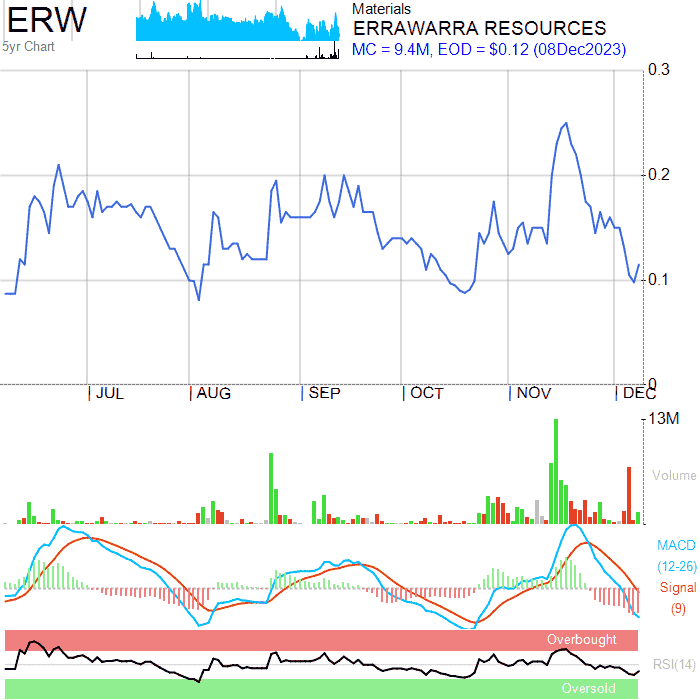 ERW
5yr Chart
Materials
ERRAWARRA RESOURCES
MC = 9.4M, EOD = $0.12 (08Dec2023)
0.3
0.2
0.1
0
JUL AUG SEP OCT NOV DEC
13M
Volume
MACD
(12-26)
Signal
(9)
Overbought
RSI(14)
Oversold